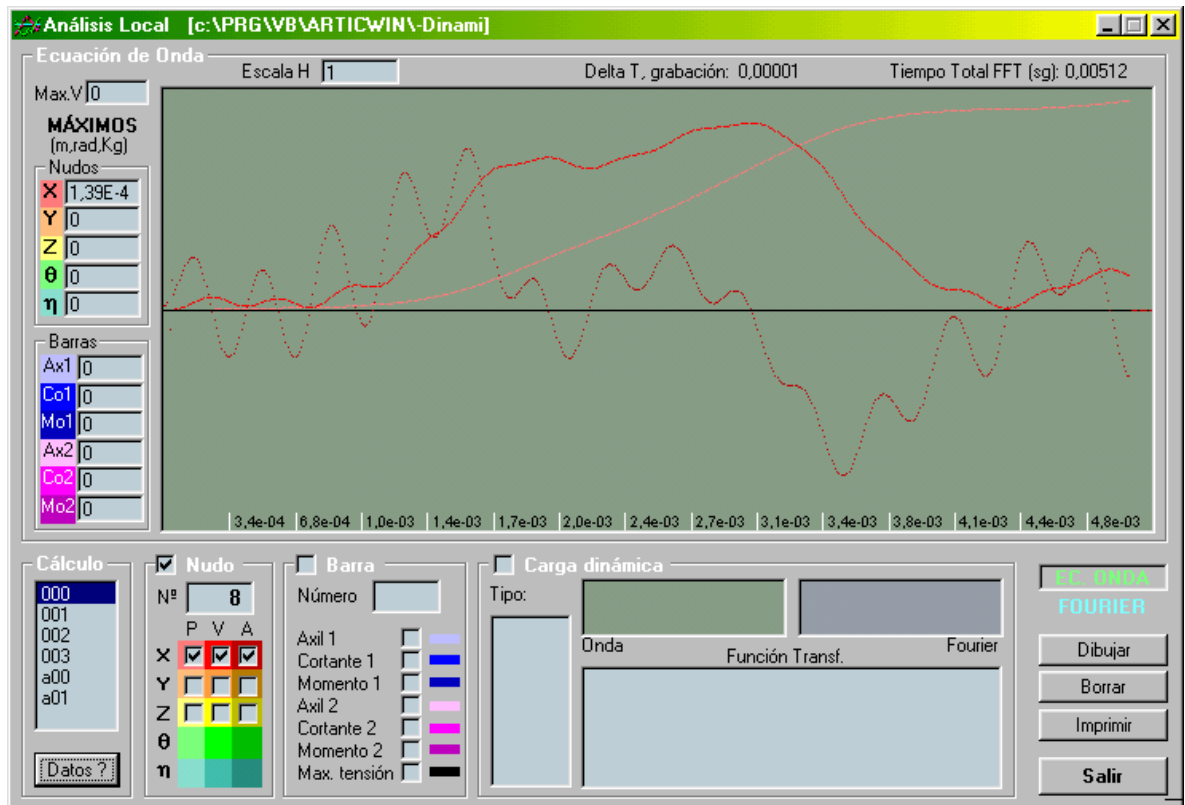 Análisis Local [c:\PRG\VB\ARTICWIN\-Dinami]
Ecuación de Onda
Escala H 1 Delta T, grabación: 0,00001 Tiempo Total FFT (sg): 0,00512
Max.V 0
MÁXIMOS
(m,rad,Kg)
Nudos
X 1,39E-4
Y 0
Z 0
θ 0
η 0
Barras
Ax1 0
Co1 0
Mo1 0
Ax2 0
Co2 0
Mo2 0
3,4e-04 6,8e-04 1,0e-03 1,4e-03 1,7e-03 2,0e-03 2,4e-03 2,7e-03 3,1e-03 3,4e-03 3,8e-03 4,1e-03 4,4e-03 4,8e-03
Cálculo
000
001
002
003
a00
a01
Datos ?
Nudo
Nº 8
P V A
X
Y
Z
θ
η
Barra
Número
Axil 1
Cortante 1
Momento 1
Axil 2
Cortante 2
Momento 2
Max. tensión
Carga dinámica
Tipo:
Onda Fourier
Función Transf.
EC. ONDA
FOURIER
Dibujar
Borrar
Imprimir
Salir